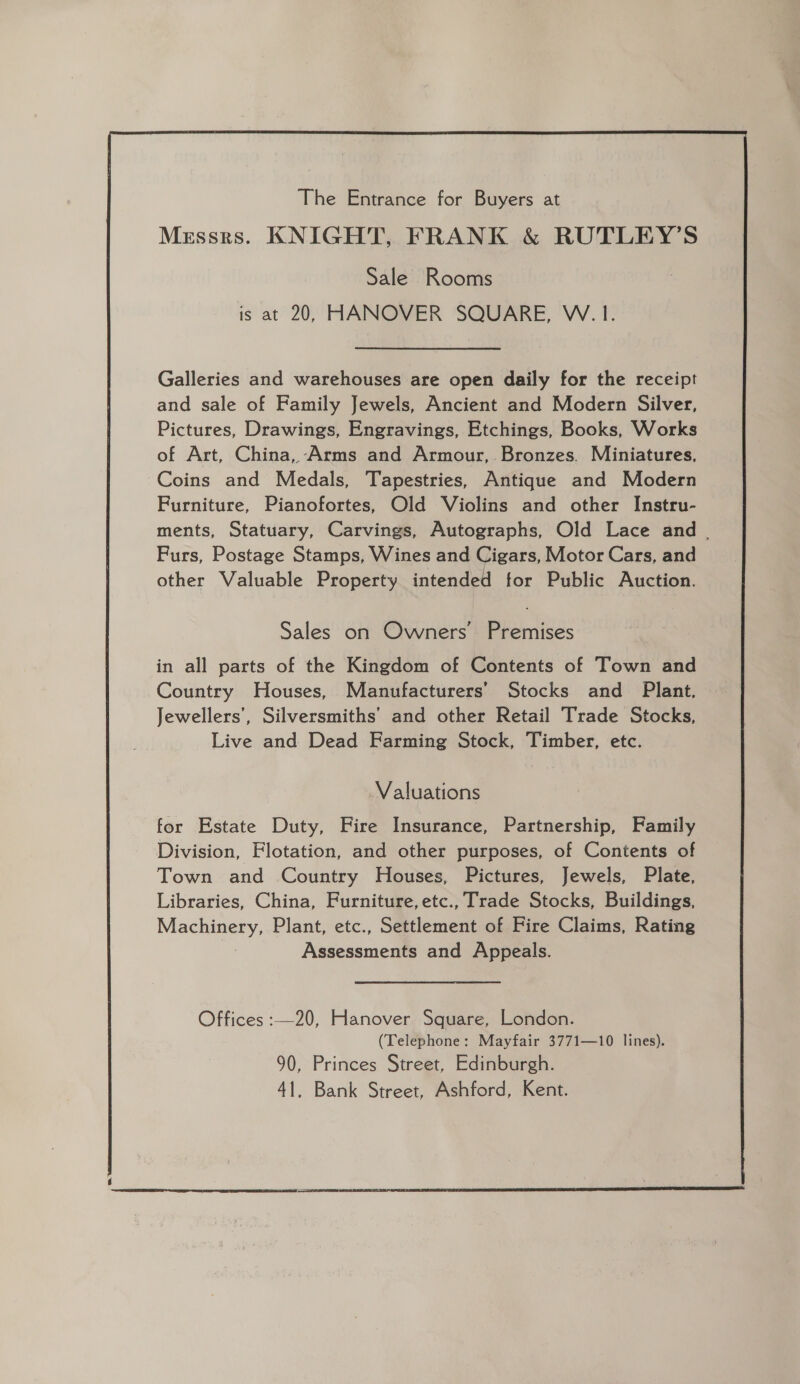 The Entrance for Buyers at
Messrs. KNIGHT, FRANK & RUTLEY'S
Sale Rooms
is at 20, HANOVER SQUARE, W.1.
Galleries and warehouses are open daily for the receipt
and sale of Family Jewels, Ancient and Modern Silver,
Pictures, Drawings, Engravings, Etchings, Books, Works
of Art, China, Arms and Armour, Bronzes. Miniatures,
Coins and Medals, Tapestries, Antique and Modern
Furniture, Pianofortes, Old Violins and other Instru-
ments, Statuary, Carvings, Autographs, Old Lace and
Furs, Postage Stamps, Wines and Cigars, Motor Cars, and
other Valuable Property intended for Public Auction.
Sales on Owners' Premises
in all parts of the Kingdom of Contents of Town and
Country Houses, Manufacturers' Stocks and Plant,
Jewellers', Silversmiths' and other Retail Trade Stocks,
Live and Dead Farming Stock, Timber, etc.
Valuations
for Estate Duty, Fire Insurance, Partnership, Family
Division, Flotation, and other purposes, of Contents of
Town and Country Houses, Pictures, Jewels, Plate,
Libraries, China, Furniture, etc., Trade Stocks, Buildings,
Machinery, Plant, etc., Settlement of Fire Claims, Rating
Assessments and Appeals.
Offices :—20, Hanover Square, London.
(Telephone : Mayfair 3771—10 lines).
90, Princes Street, Edinburgh.
41, Bank Street, Ashford, Kent.